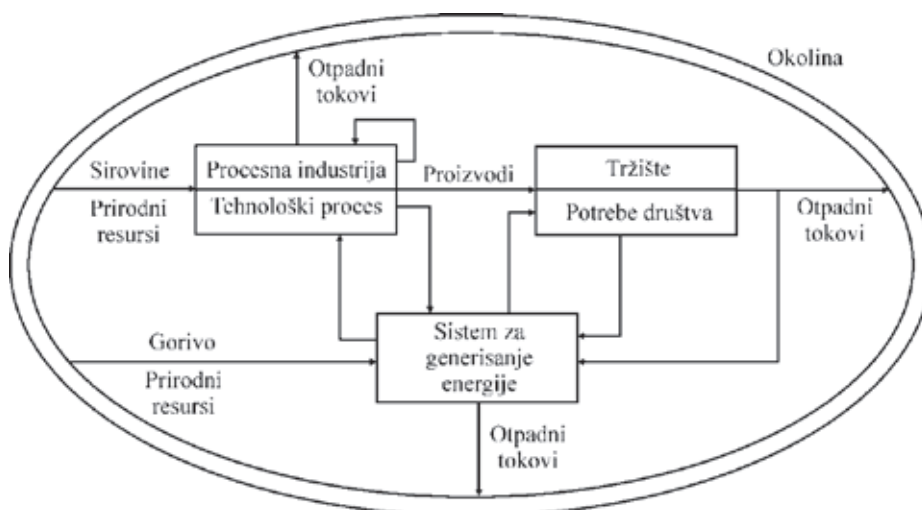 Okolina
Otpadni
tokovi
Sirovine
Prirodni
resursi
Procesna industrija
Tehnološki proces
Proizvodi
Tržište
Potrebe društva
Otpadni
tokovi
Gorivo
Prirodni
resursi
Sistem za
generisanje
energije
Otpadni
tokovi